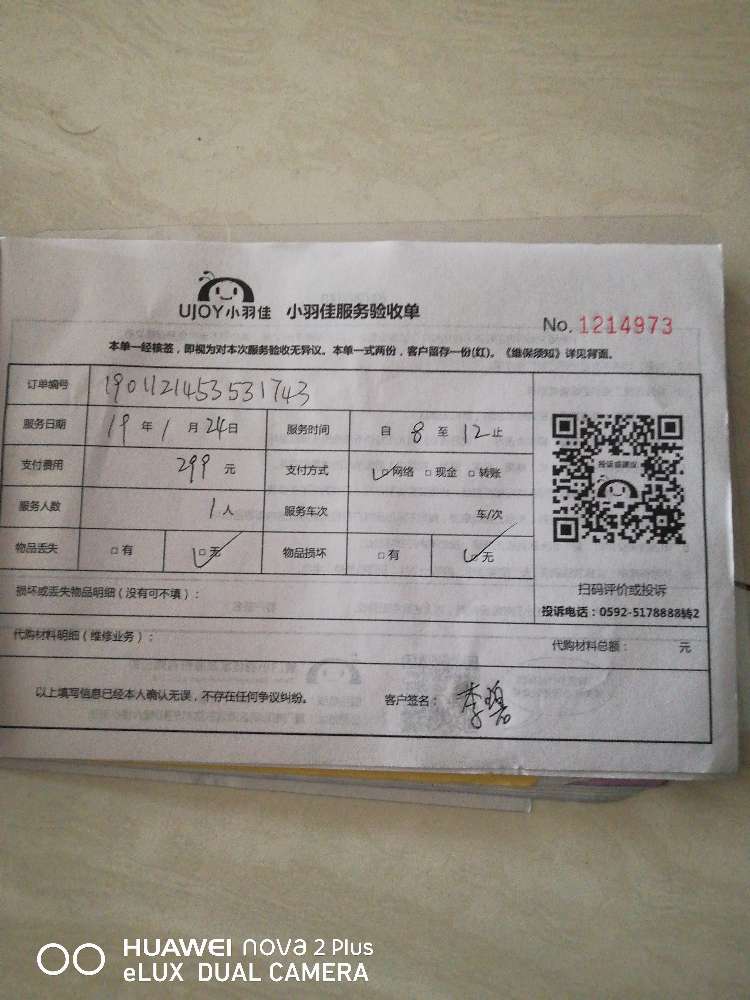 UJOY小羽佳 小羽佳服务验收单
No. 1214973
本单一经核签，即视为对本次服务验收无异议。本单一式两份，客户留存一份(红)。《维保须知》详见背面。
订单编号 1901121453531743
服务日期 19 年 1 月 24 日 服务时间 自 8 至 12 止
支付费用 299 元 支付方式 □网络 □现金 □转账
服务人数 1 人 服务车次 车/次
物品丢失 □有 □无 物品损坏 □有 □无
投诉或建议
扫码评价或投诉
投诉电话：0592-5178888转2
损坏或丢失物品明细（没有可不填）：
代购材料明细（维修业务）： 代购材料总额： 元
以上填写信息已经本人确认无误，不存在任何争议纠纷。 客户签名： 李碧
HUAWEI nova 2 Plus
eLUX DUAL CAMERA